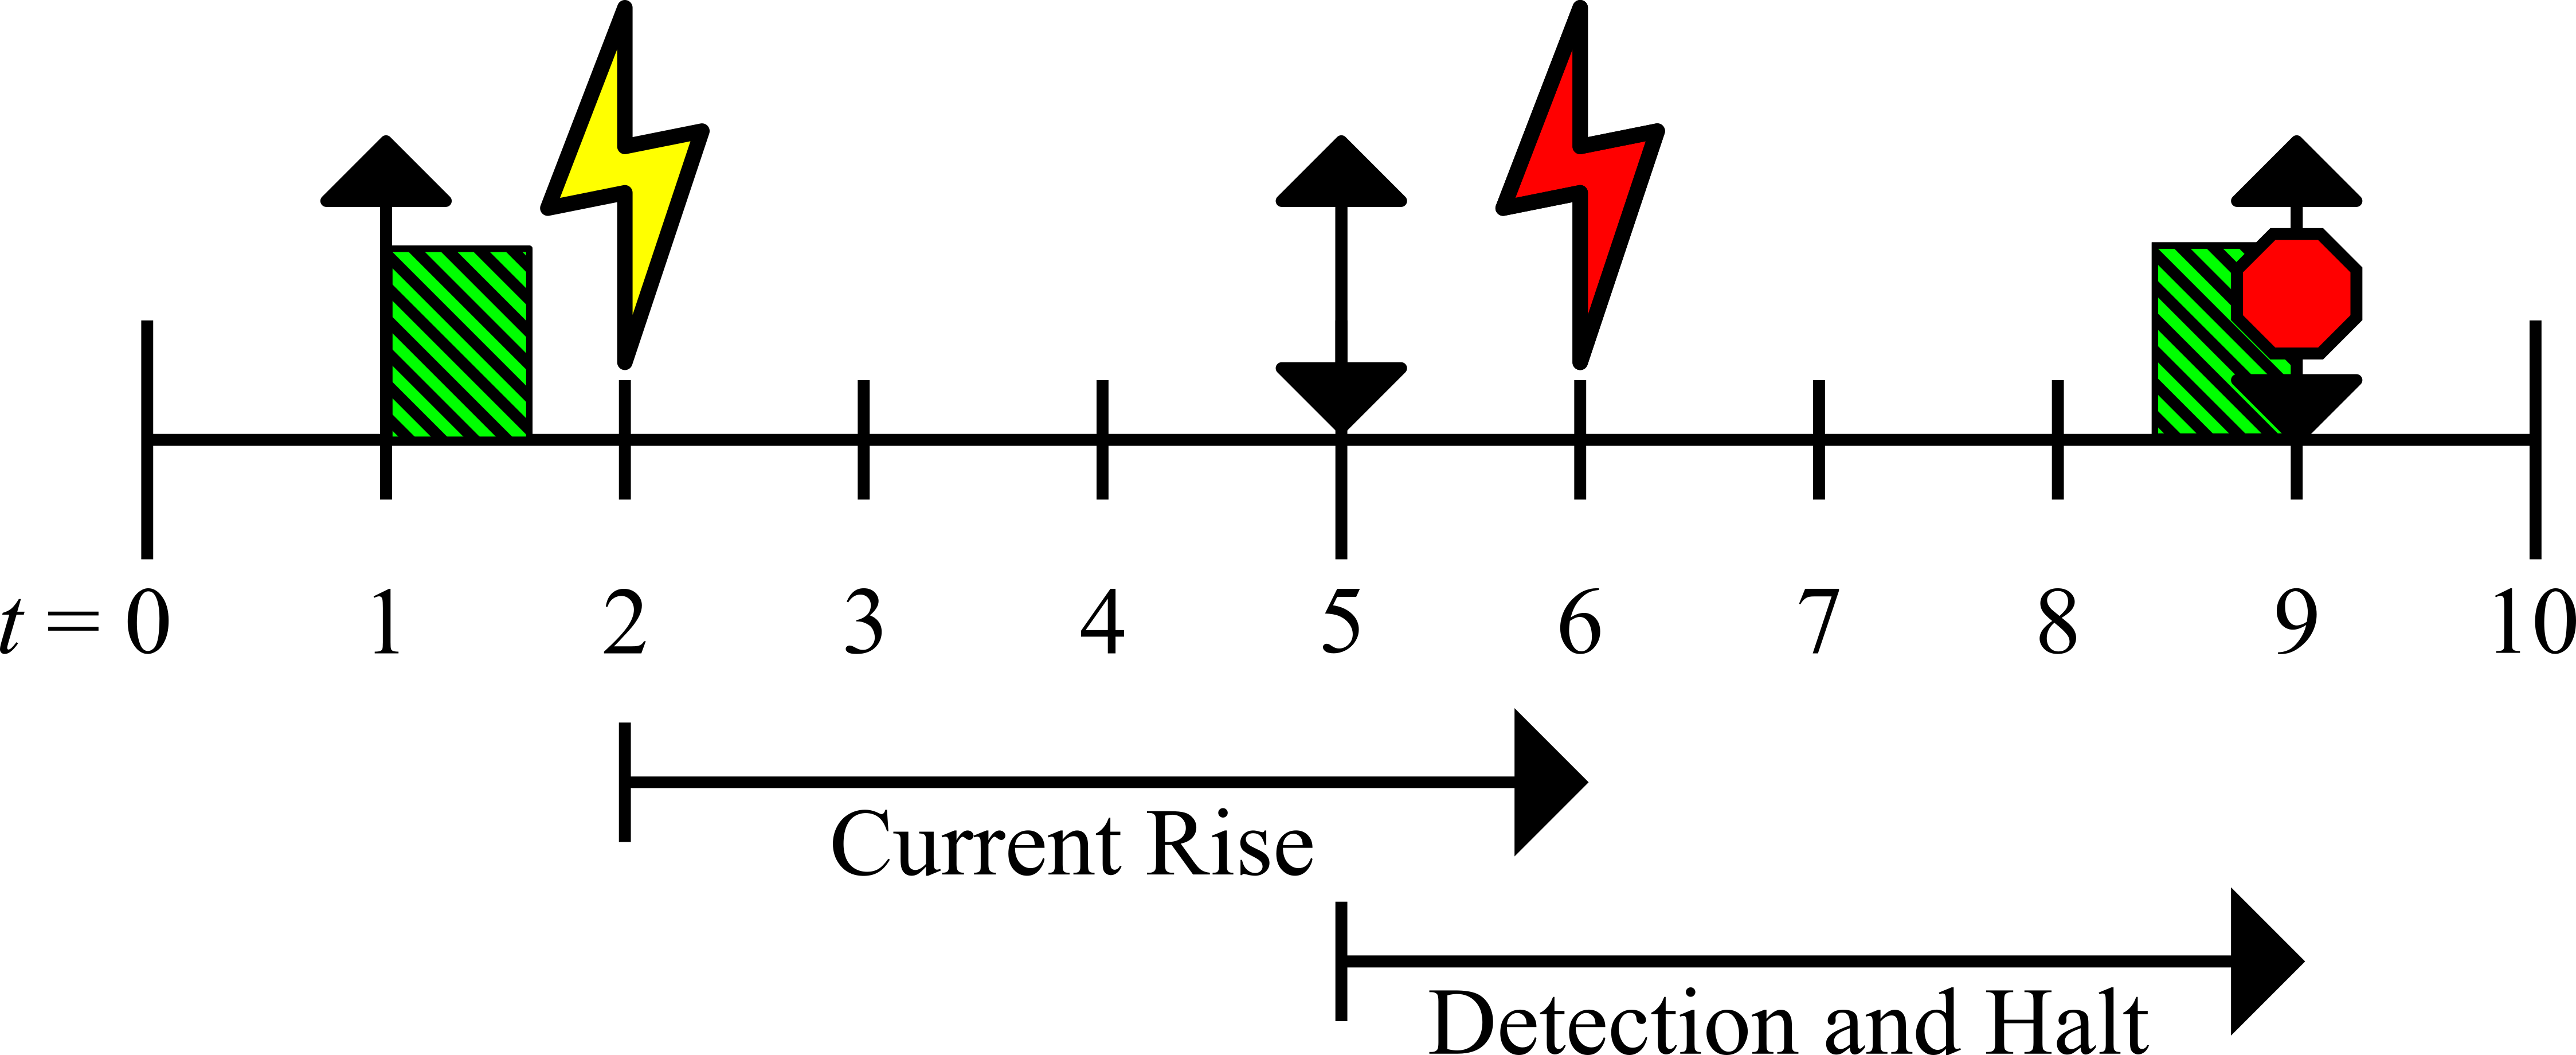 t = 0 1 2 3 4 5 6 7 8 9 10
Current Rise
Detection and Halt